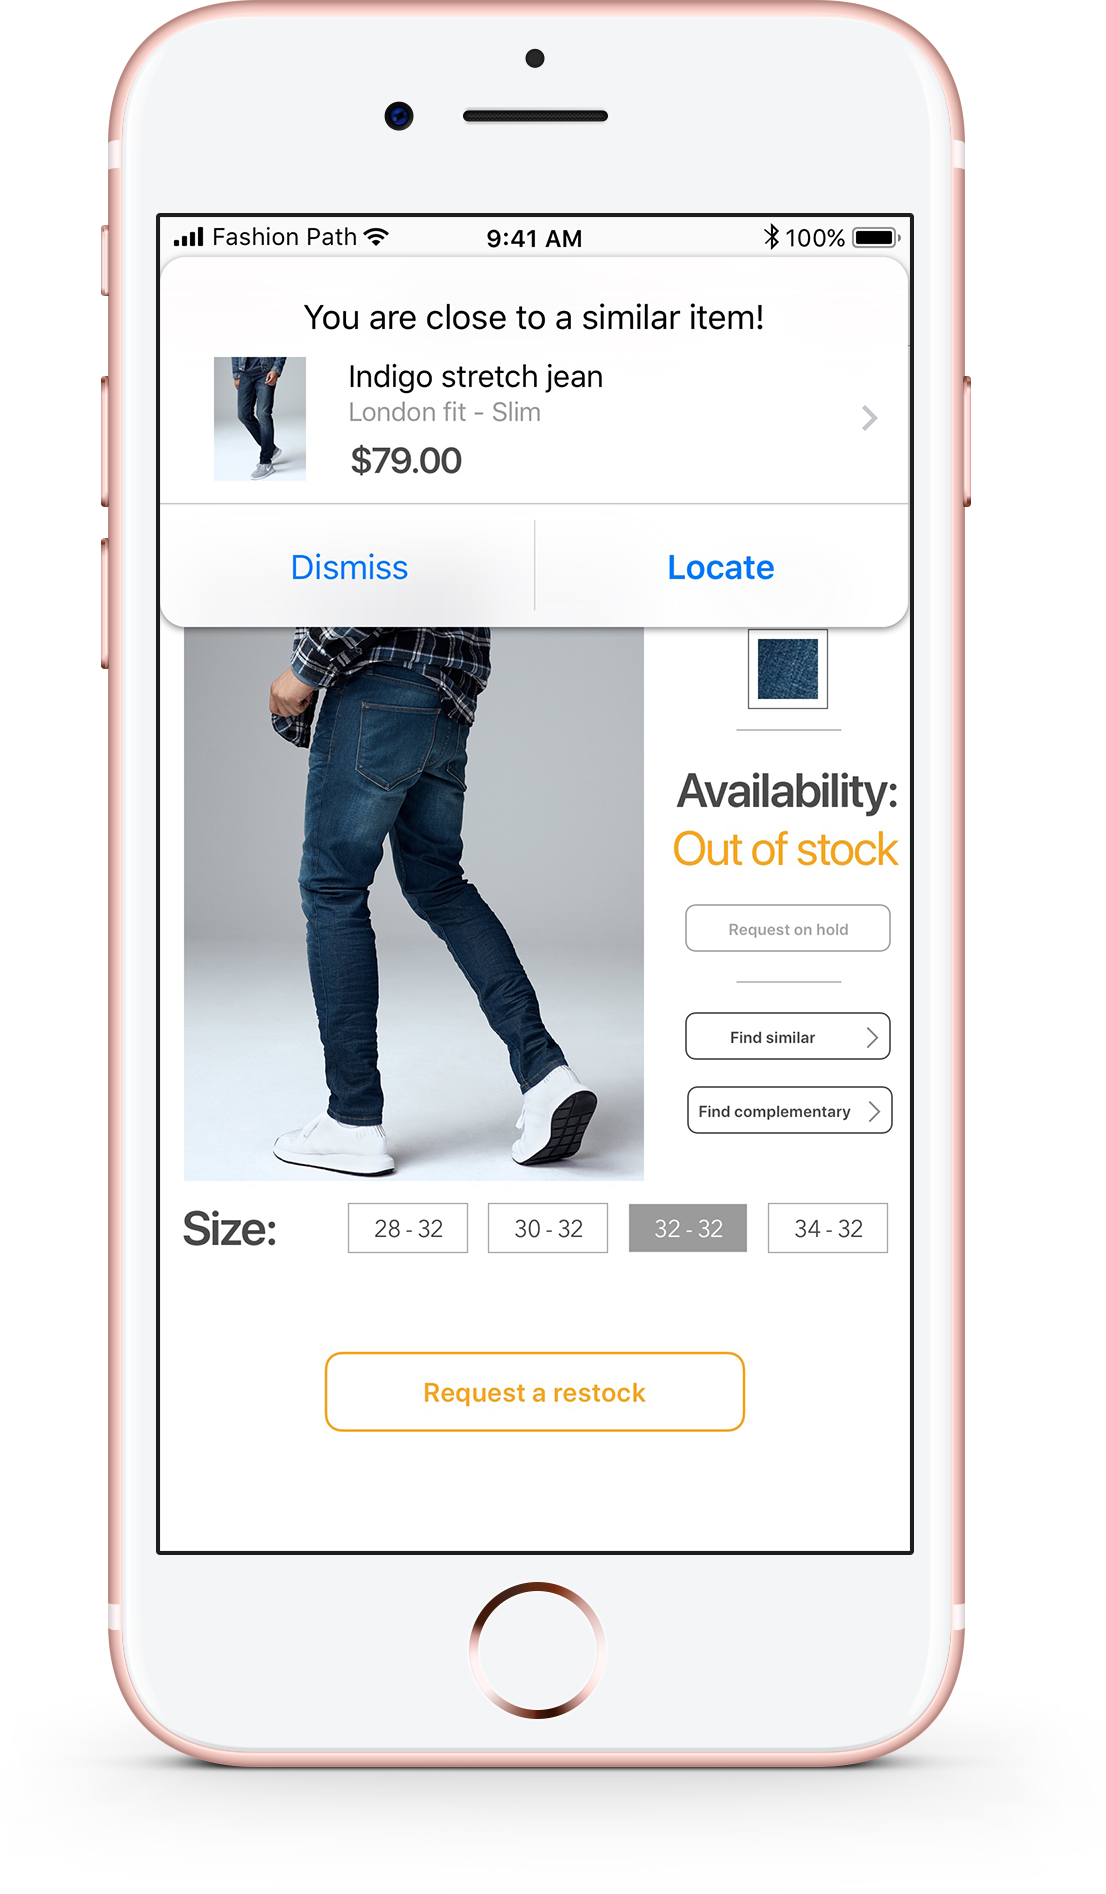 Fashion Path 9:41 AM 100%
You are close to a similar item!
Indigo stretch jean
London fit - Slim
$79.00
Dismiss Locate
Availability:
Out of stock
Request on hold
Find similar
Find complementary
Size: 28 - 32 30 - 32 32 - 32 34 - 32
Request a restock